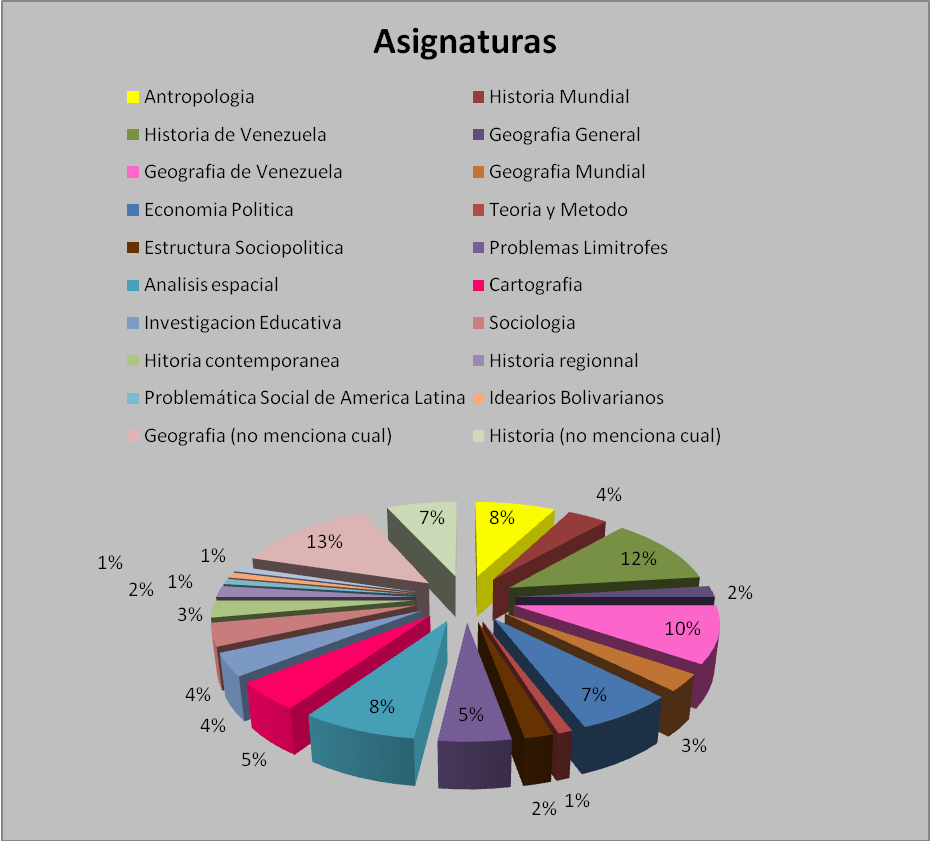 Asignaturas
Antropologia
Historia Mundial
Historia de Venezuela
Geografia General
Geografia de Venezuela
Geografia Mundial
Economia Politica
Teoria y Metodo
Estructura Sociopolitica
Problemas Limitrofes
Analisis espacial
Cartografia
Investigacion Educativa
Sociologia
Hitoria contemporanea
Historia regionnal
Problemática Social de America Latina
Idearios Bolivarianos
Geografia (no menciona cual)
Historia (no menciona cual)
8%
4%
12%
2%
10%
3%
7%
1%
2%
5%
8%
5%
4%
4%
3%
2%
1%
1%
1%
13%
7%